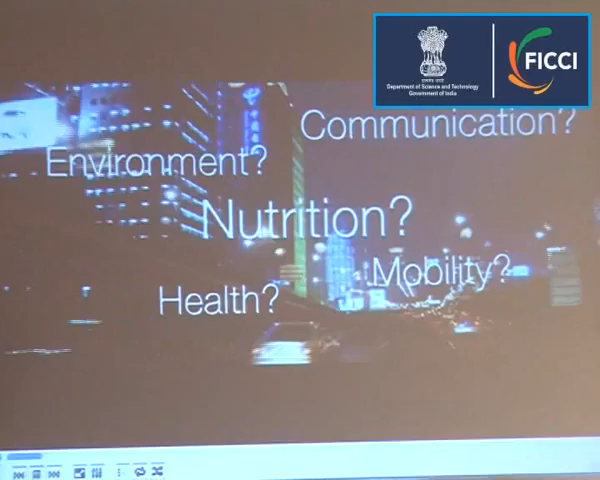 Department of Science and Technology
Government of India
FICCI
Communication?
Environment?
Nutrition?
Mobility?
Health?